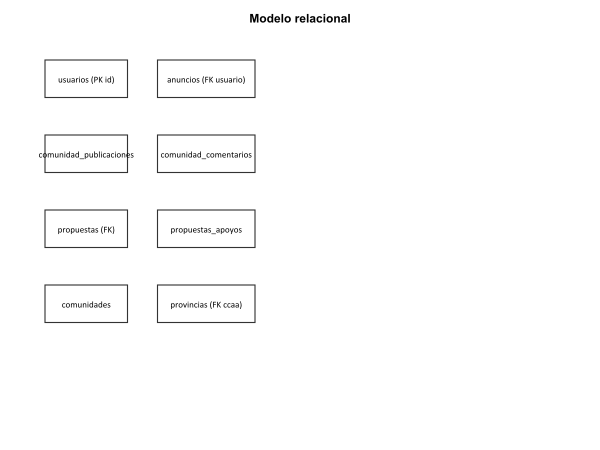 Modelo relacional
usuarios (PK id)
anuncios (FK usuario)
comunidad_publicaciones
comunidad_comentarios
propuestas (FK)
propuestas_apoyos
comunidades
provincias (FK ccaa)